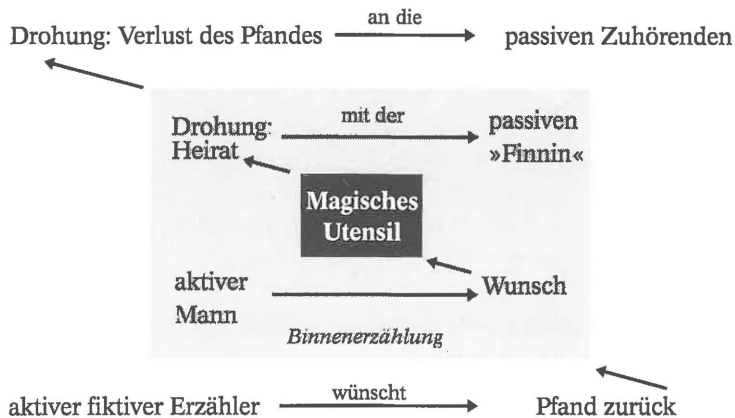 an die
Drohung: Verlust des Pfandes passiven Zuhörenden
mit der
Drohung: passiven
Heirat »Finnin«
Magisches
Utensil
aktiver Wunsch
Mann
Binnenerzählung
wünscht
aktiver fiktiver Erzähler Pfand zurück